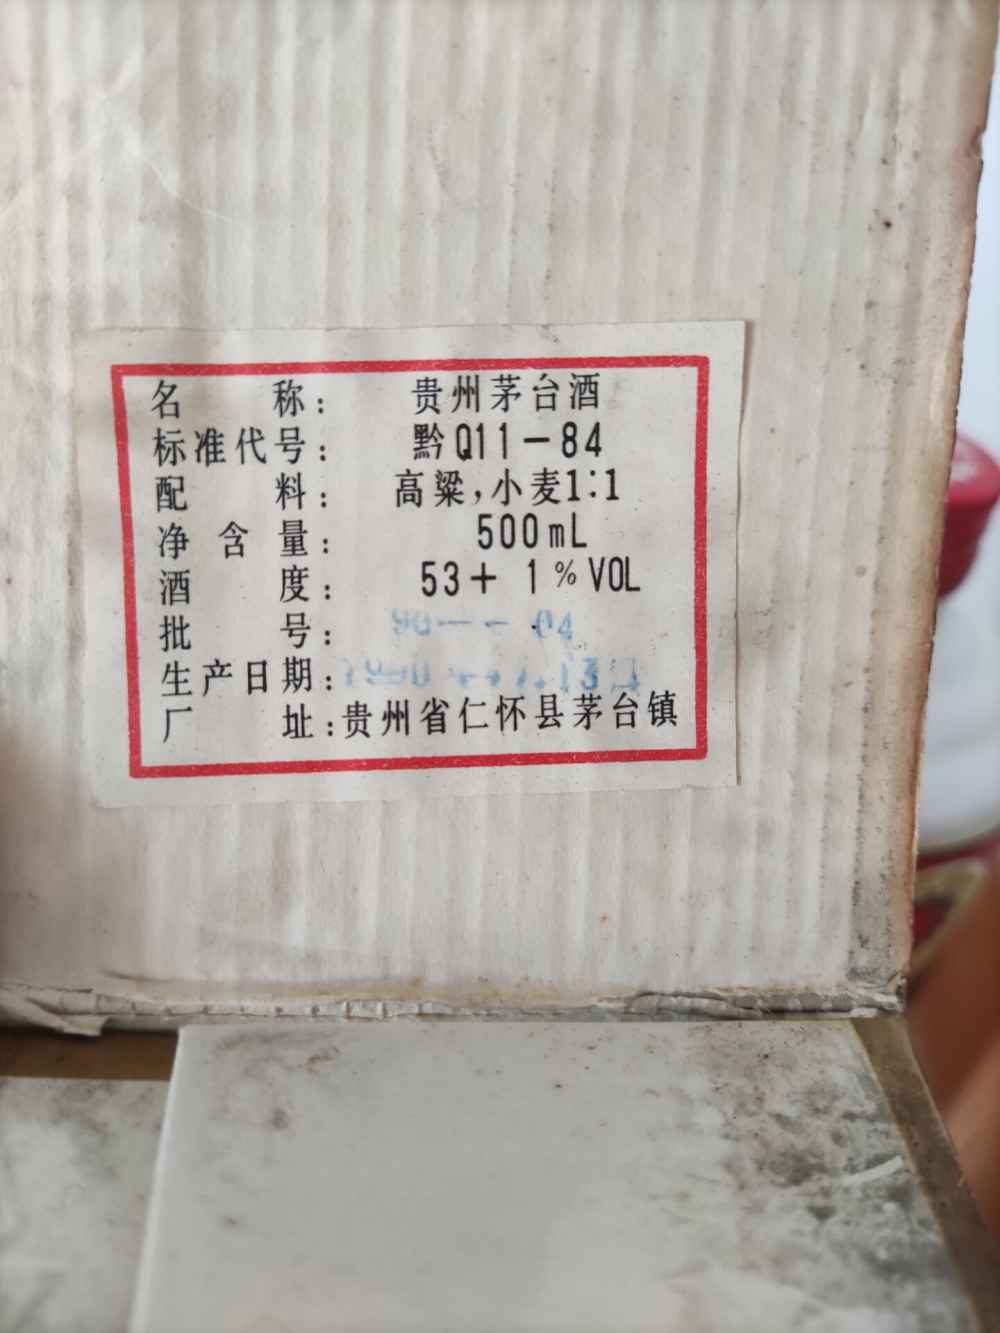 名 称: 贵州茅台酒
标准代号: 黔Q11-84
配 料: 高粱,小麦1:1
净 含 量: 500mL
酒 度: 53+ 1%VOL
批 号: 04
生产日期:
厂 址:贵州省仁怀县茅台镇